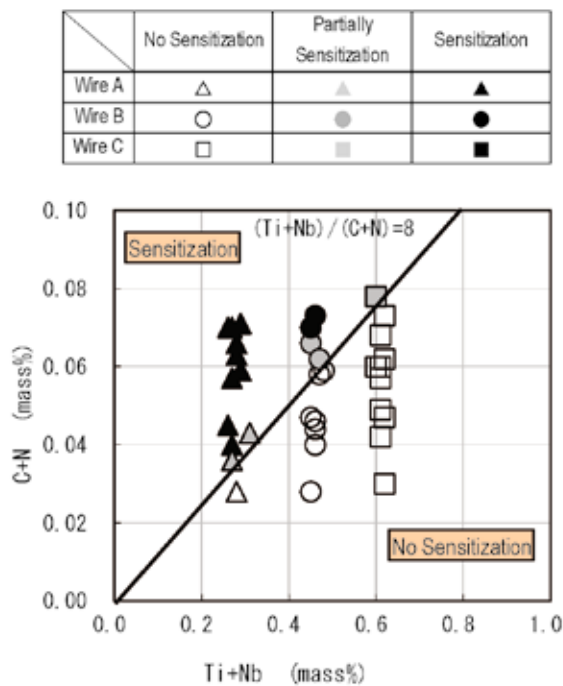 No Sensitization
Partially
Sensitization
Sensitization
Wire A
Wire B
Wire C
0.10
(Ti+Nb)/(C+N)=8
Sensitization
0.08
0.06
C+N (mass%)
0.04
0.02
No Sensitization
0.00
0.0 0.2 0.4 0.6 0.8 1.0
Ti+Nb (mass%)